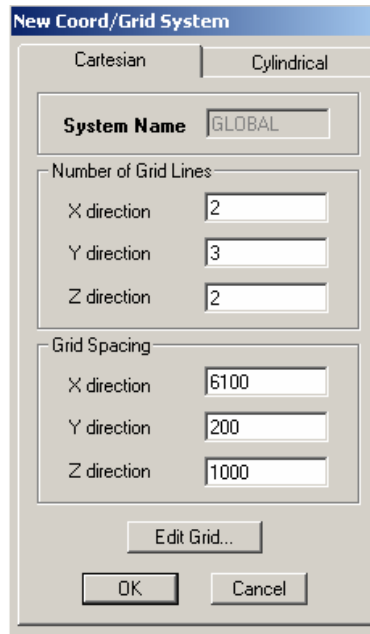 New Coord/Grid System
Cartesian Cylindrical
System Name GLOBAL
Number of Grid Lines
X direction 2
Y direction 3
Z direction 2
Grid Spacing
X direction 6100
Y direction 200
Z direction 1000
Edit Grid...
OK Cancel